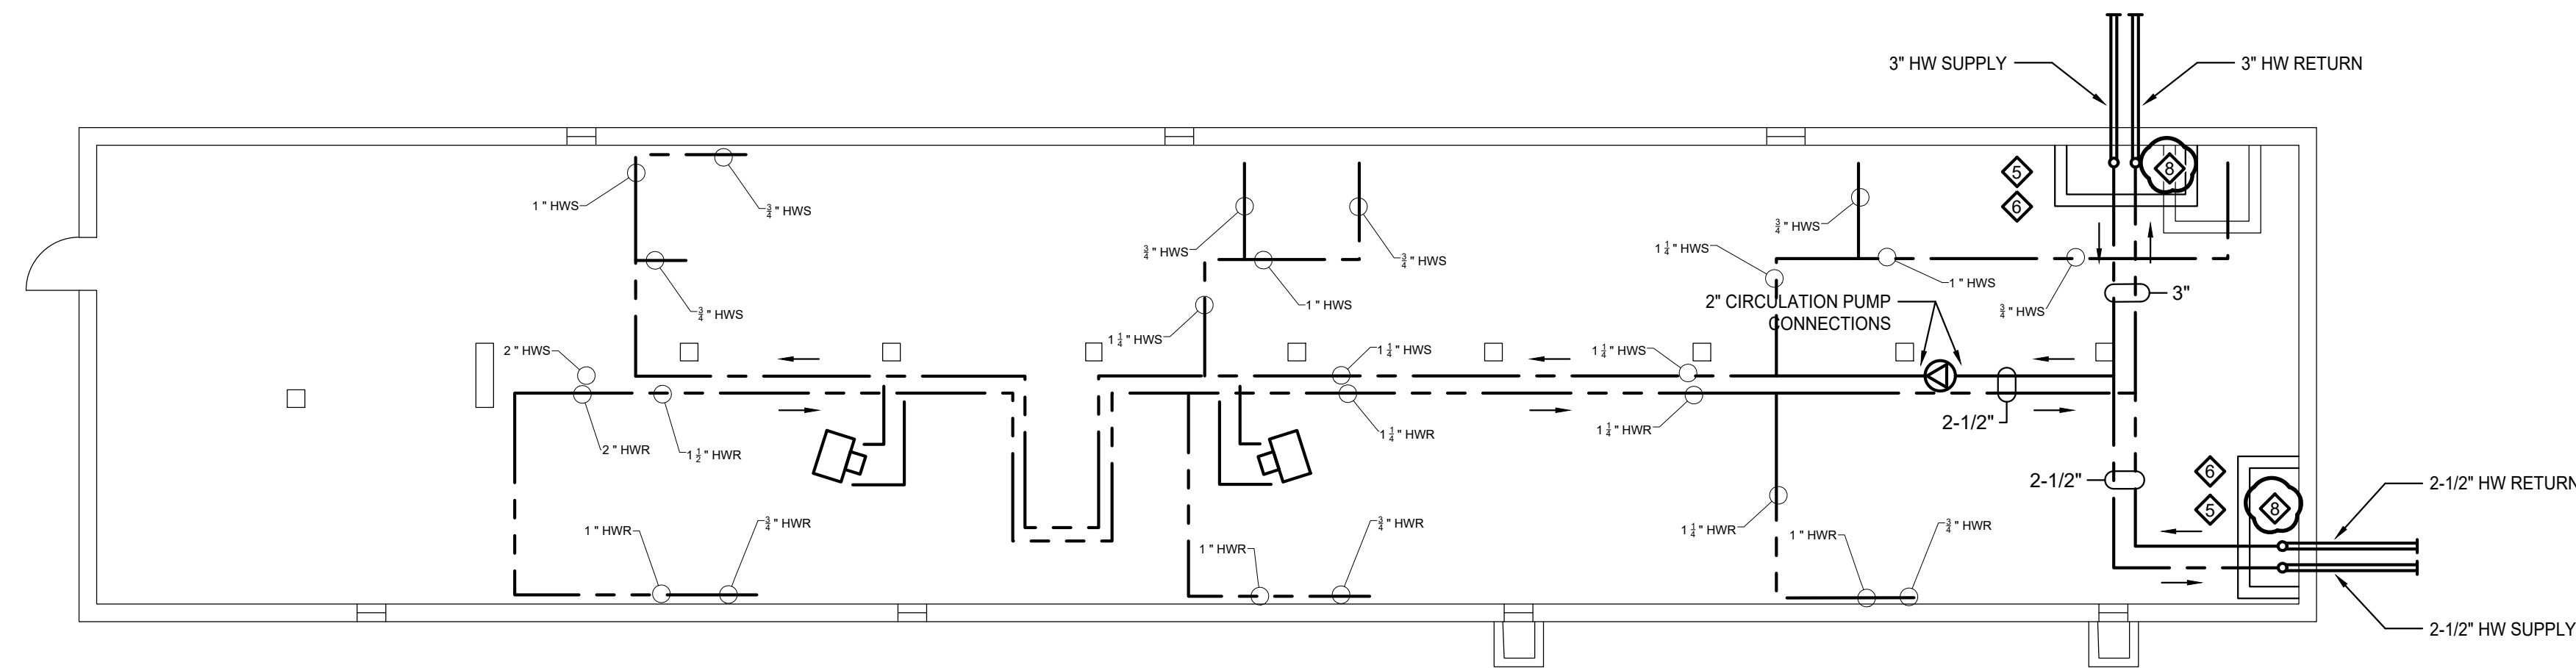 3" HW SUPPLY
3" HW RETURN
5
8
6
1 " HWS
3/4 " HWS
3/4 " HWS
3/4 " HWS
3/4 " HWS
1 1/4 " HWS
3/4 " HWS
1 " HWS
1 " HWS
3/4 " HWS
3/4 " HWS
2" CIRCULATION PUMP
CONNECTIONS
3"
2 " HWS
1 1/4 " HWS
1 1/4 " HWS
1 1/4 " HWS
2 " HWR
1 1/2 " HWR
1 1/4 " HWR
1 1/4 " HWR
2-1/2"
2-1/2"
6
5
8
2-1/2" HW RETURN
1 " HWR
3/4 " HWR
1 " HWR
3/4 " HWR
1 1/4 " HWR
1 " HWR
3/4 " HWR
2-1/2" HW SUPPLY